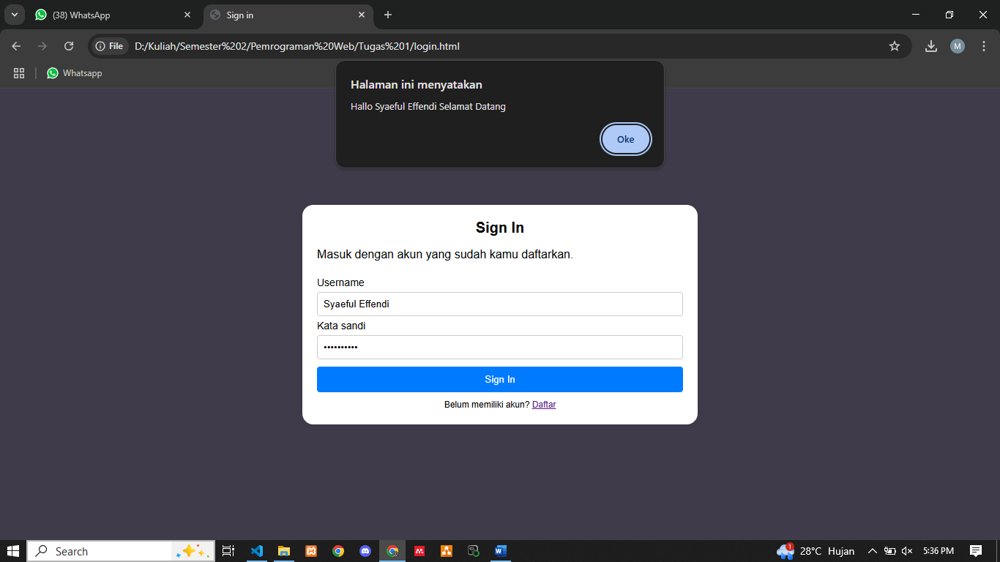 (38) WhatsApp
Sign in
File
D:/Kuliah/Semester%202/Pemrograman%20Web/Tugas%201/login.html
M
Whatsapp
Halaman ini menyatakan
Hallo Syaeful Effendi Selamat Datang
Oke
Sign In
Masuk dengan akun yang sudah kamu daftarkan.
Username
Syaeful Effendi
Kata sandi
••••••••••
Sign In
Belum memiliki akun? Daftar
Search
1
28°C Hujan
5:36 PM